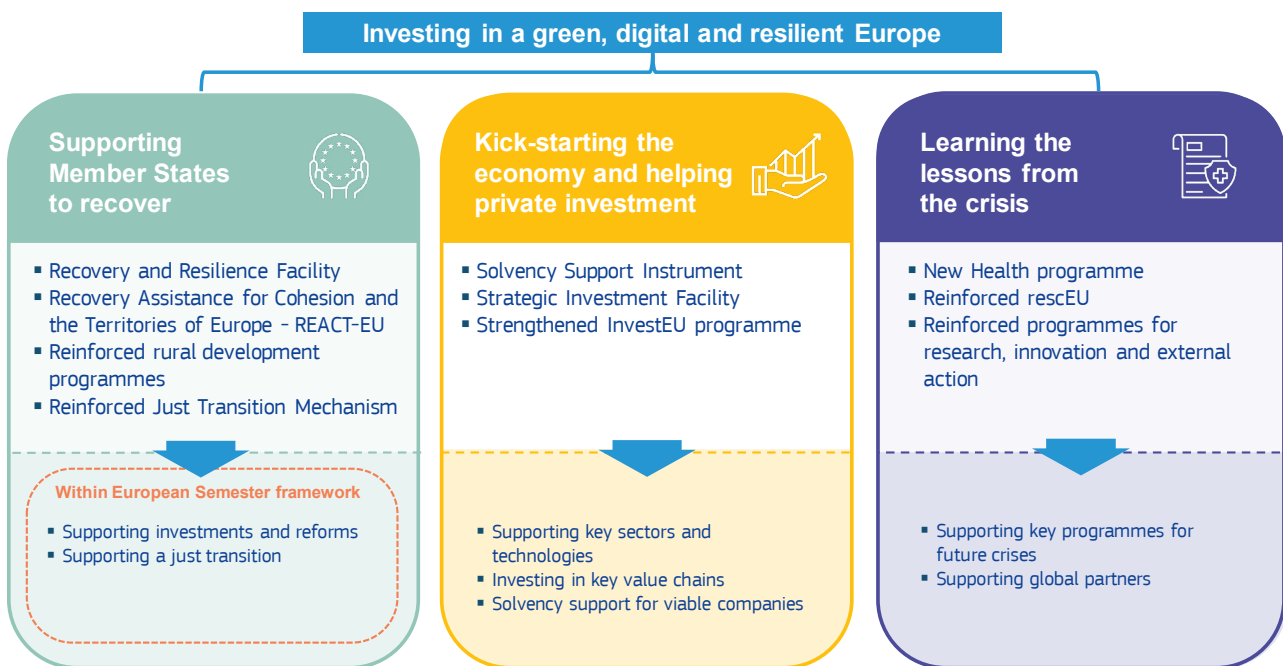 Investing in a green, digital and resilient Europe
Supporting
Member States
to recover
▪ Recovery and Resilience Facility
▪ Recovery Assistance for Cohesion and
the Territories of Europe - REACT-EU
▪ Reinforced rural development
programmes
▪ Reinforced Just Transition Mechanism
Within European Semester framework
▪ Supporting investments and reforms
▪ Supporting a just transition
Kick-starting the
economy and helping
private investment
▪ Solvency Support Instrument
▪ Strategic Investment Facility
▪ Strengthened InvestEU programme
▪ Supporting key sectors and
technologies
▪ Investing in key value chains
▪ Solvency support for viable companies
Learning the
lessons from
the crisis
▪ New Health programme
▪ Reinforced rescEU
▪ Reinforced programmes for
research, innovation and external
action
▪ Supporting key programmes for
future crises
▪ Supporting global partners